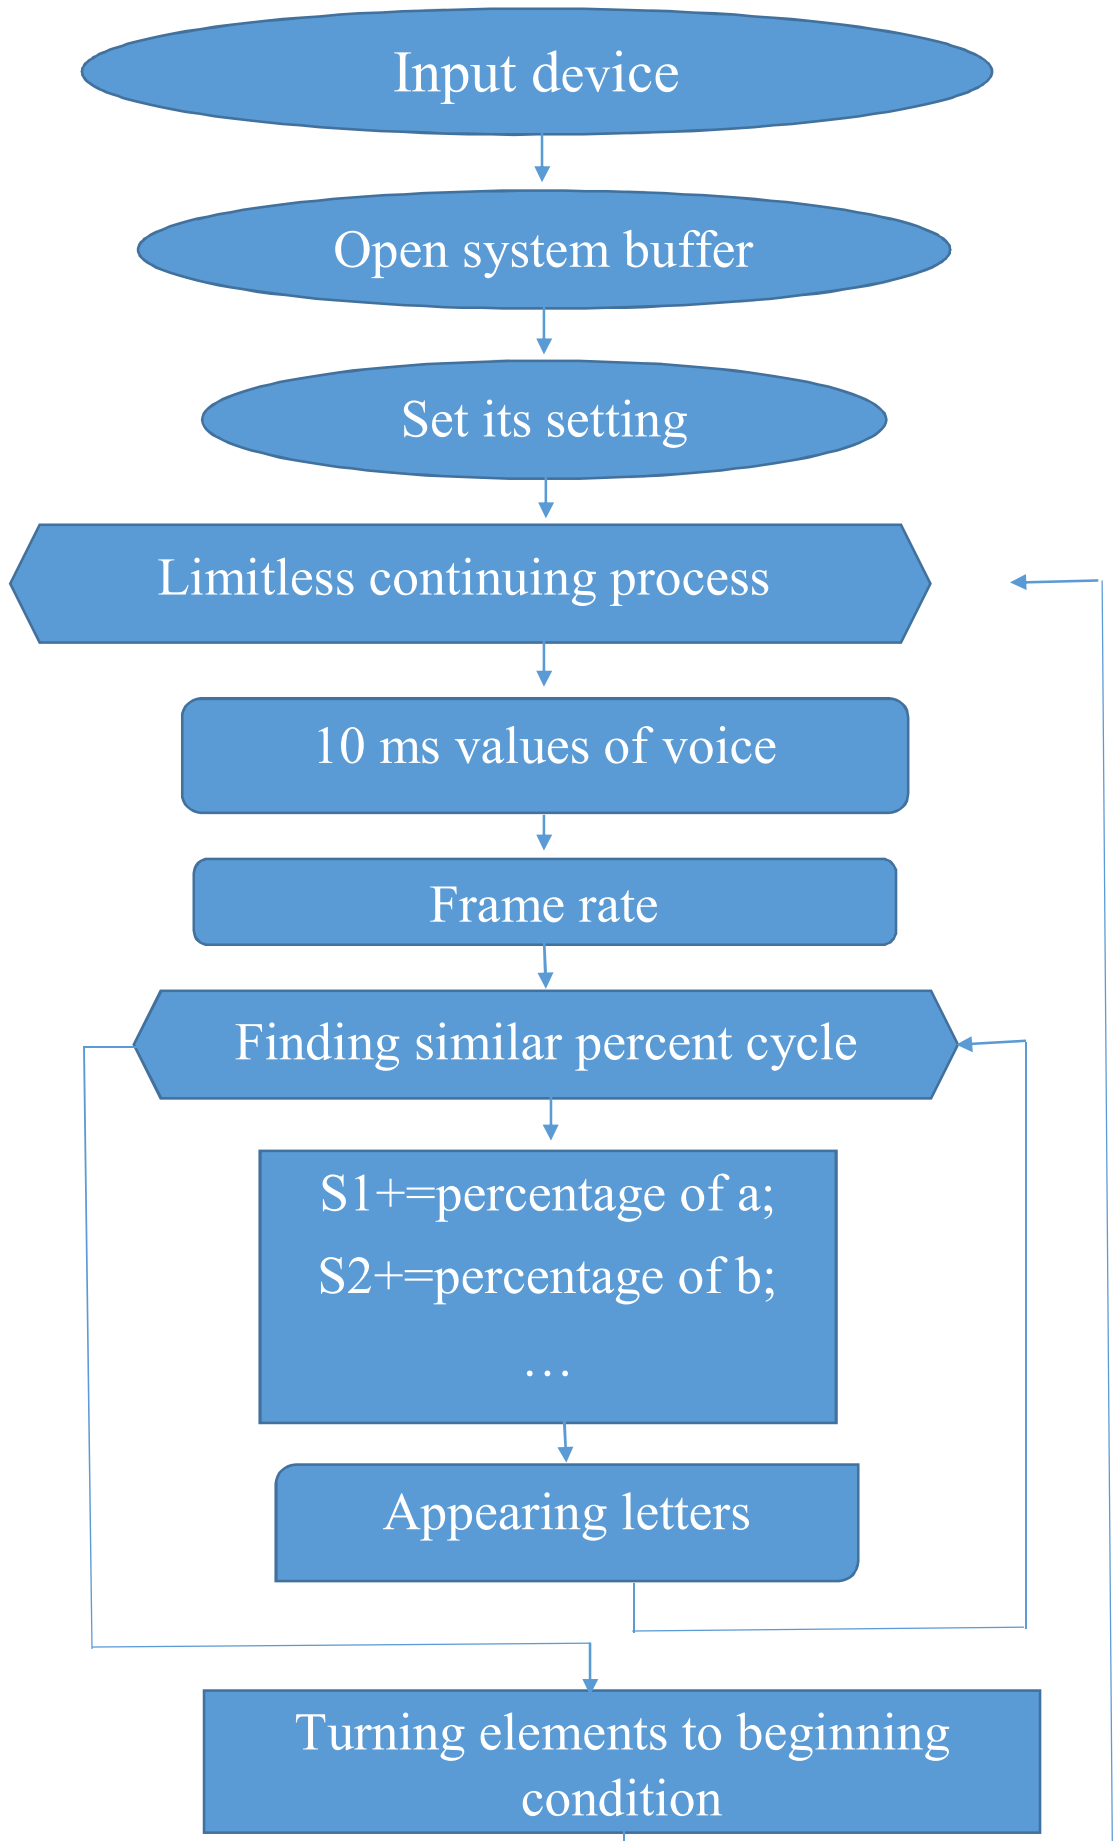 Input device
Open system buffer
Set its setting
Limitless continuing process
10 ms values of voice
Frame rate
Finding similar percent cycle
S1+=percentage of a;
S2+=percentage of b;
…
Appearing letters
Turning elements to beginning
condition